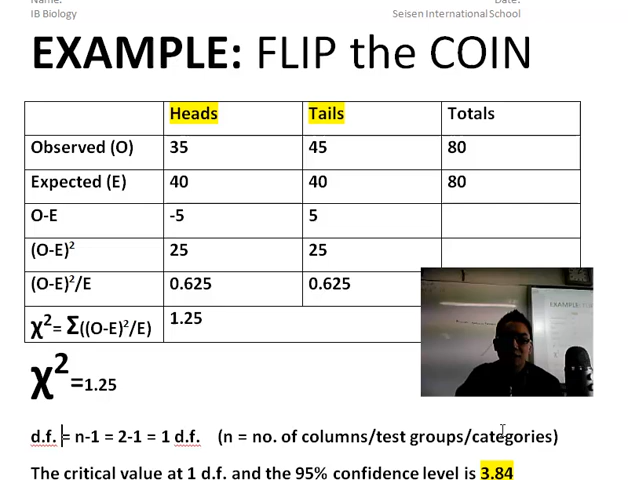 Name: Date:
IB Biology Seisen International School
EXAMPLE: FLIP the COIN
Heads Tails Totals
Observed (O) 35 45 80
Expected (E) 40 40 80
O-E -5 5
(O-E)² 25 25
(O-E)²/E 0.625 0.625
χ²= Σ((O-E)²/E) 1.25
χ²=1.25
d.f. = n-1 = 2-1 = 1 d.f. (n = no. of columns/test groups/categories)
The critical value at 1 d.f. and the 95% confidence level is 3.84